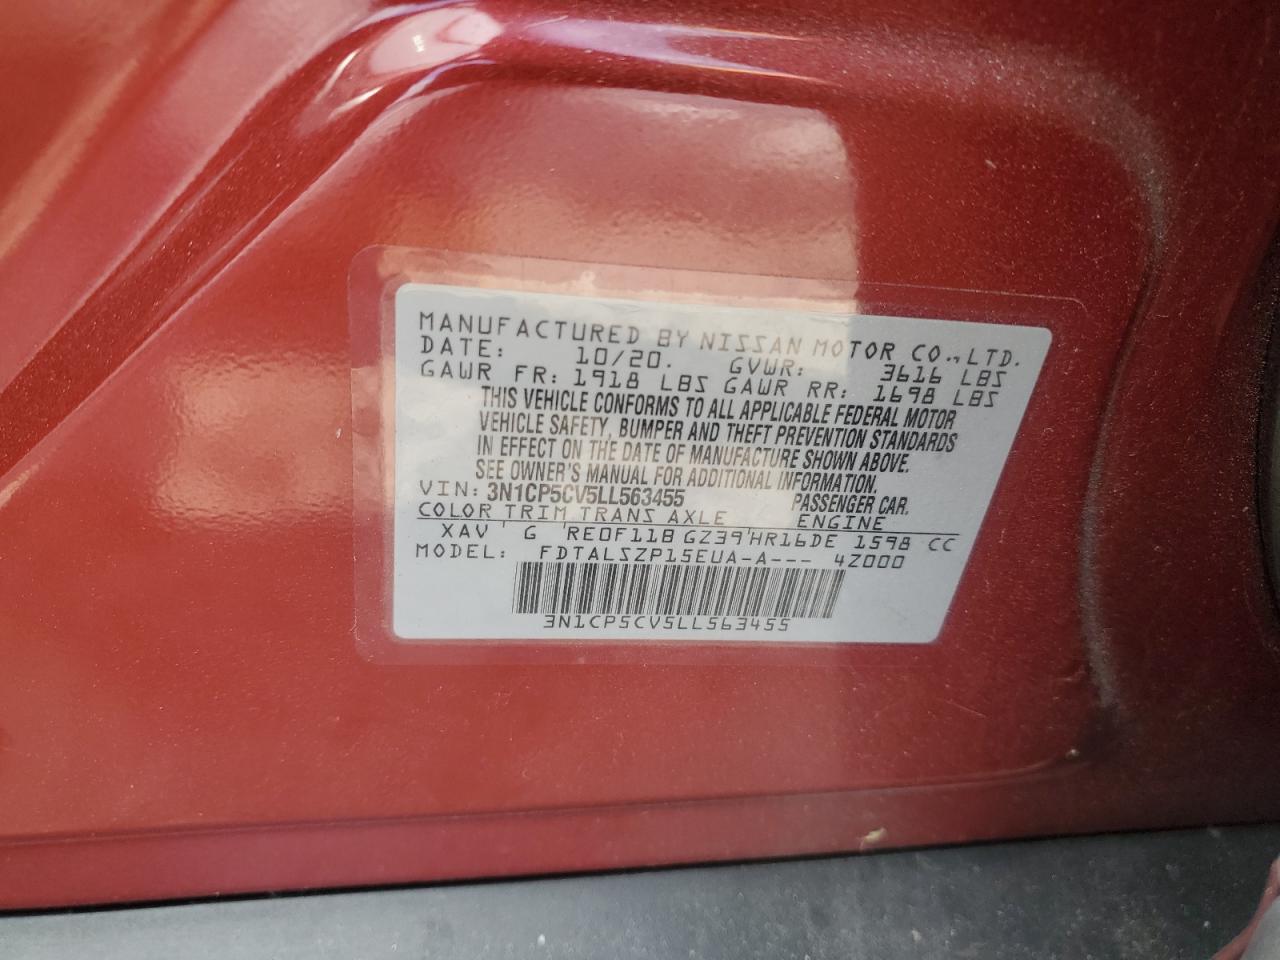 MANUFACTURED BY NISSAN MOTOR CO.,LTD.
DATE: 10/20. GVWR: 3616 LBS
GAWR FR: 1918 LBS GAWR RR: 1698 LBS
THIS VEHICLE CONFORMS TO ALL APPLICABLE FEDERAL MOTOR
VEHICLE SAFETY, BUMPER AND THEFT PREVENTION STANDARDS
IN EFFECT ON THE DATE OF MANUFACTURE SHOWN ABOVE.
SEE OWNER'S MANUAL FOR ADDITIONAL INFORMATION.
VIN: 3N1CP5CV5LL563455 PASSENGER CAR.
COLOR TRIM TRANS AXLE ENGINE
XAV G RE0F11B GZ39 HR16DE 1598 CC
MODEL: FDTALSZP15EUA-A--- 4Z000
3N1CP5CV5LL563455